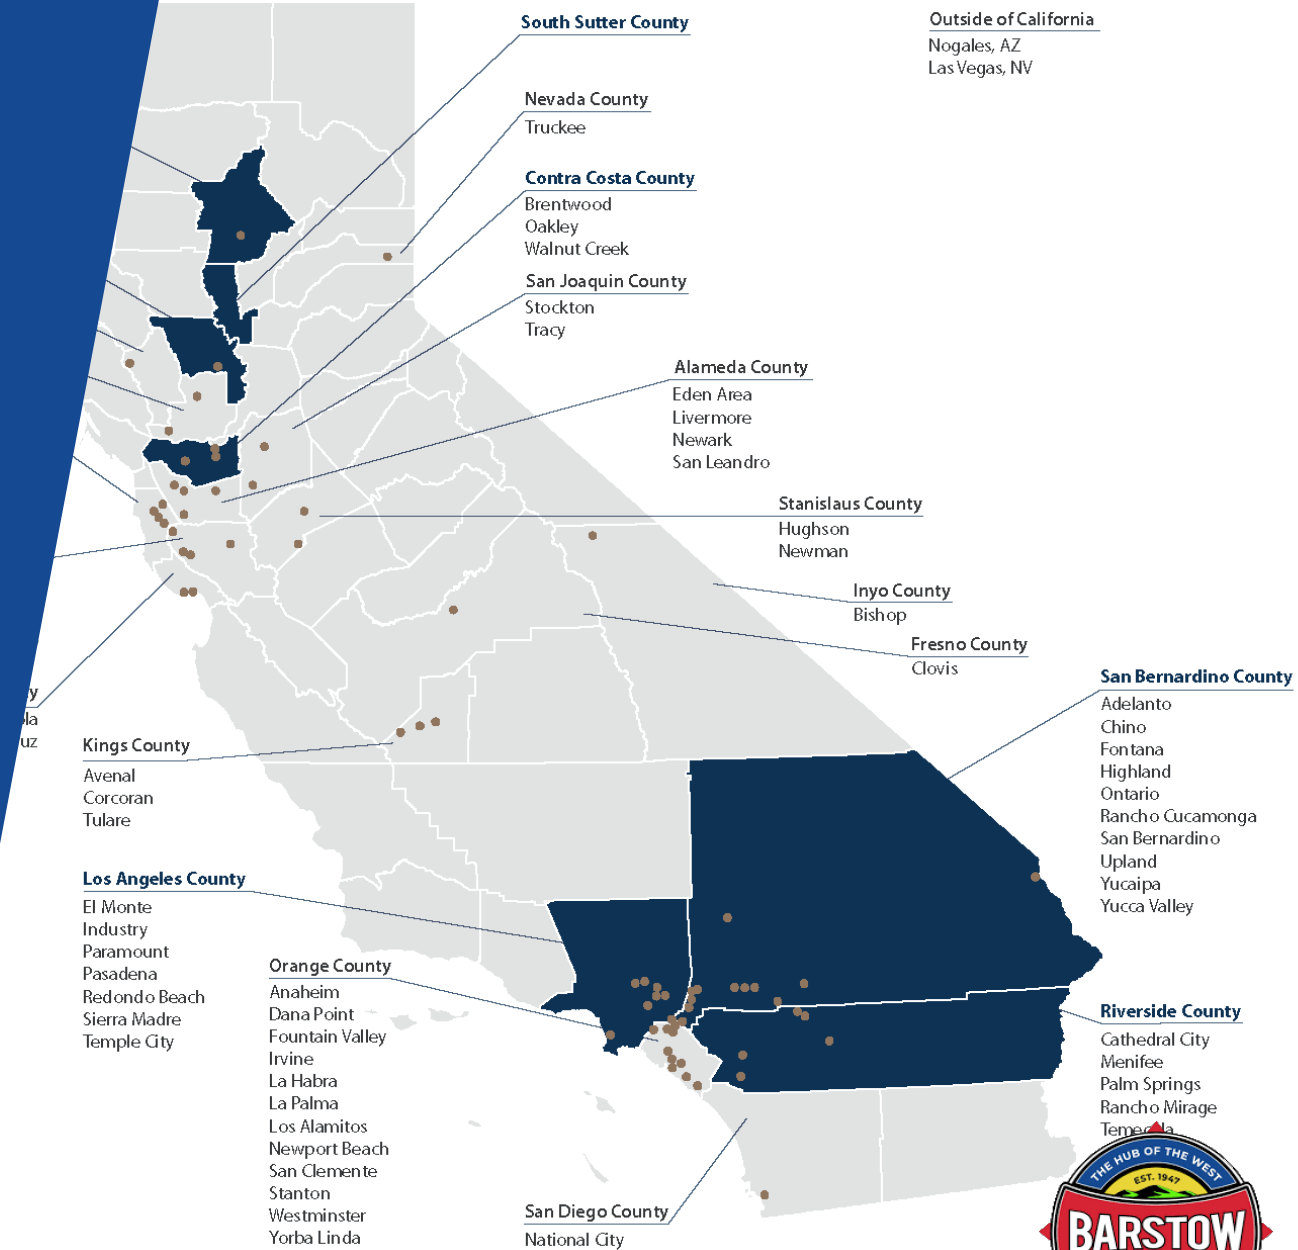 South Sutter County
Outside of California
Nogales, AZ
Las Vegas, NV
Nevada County
Truckee
Contra Costa County
Brentwood
Oakley
Walnut Creek
San Joaquin County
Stockton
Tracy
Alameda County
Eden Area
Livermore
Newark
San Leandro
Stanislaus County
Hughson
Newman
Inyo County
Bishop
Fresno County
Clovis
San Bernardino County
Adelanto
Chino
Fontana
Highland
Ontario
Rancho Cucamonga
San Bernardino
Upland
Yucaipa
Yucca Valley
y
la
uz
Kings County
Avenal
Corcoran
Tulare
Los Angeles County
El Monte
Industry
Paramount
Pasadena
Redondo Beach
Sierra Madre
Temple City
Orange County
Anaheim
Dana Point
Fountain Valley
Irvine
La Habra
La Palma
Los Alamitos
Newport Beach
San Clemente
Stanton
Westminster
Yorba Linda
San Diego County
National City
Riverside County
Cathedral City
Menifee
Palm Springs
Rancho Mirage
Temecula
THE HUB OF THE WEST
EST. 1947
BARSTOW